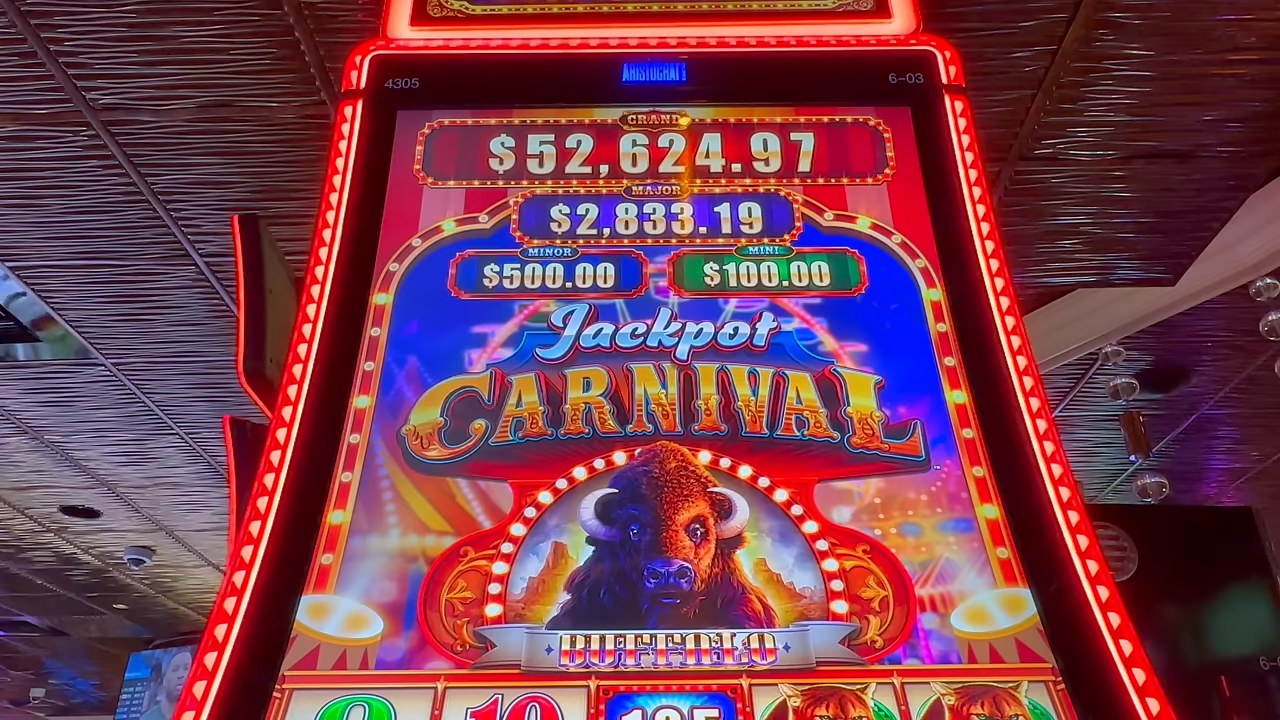 4305
ARISTOCRAT
6-03
GRAND
$52,624.97
MAJOR
$2,833.19
MINOR
$500.00
MINI
$100.00
Jackpot
CARNIVAL
TM
BUFFALO